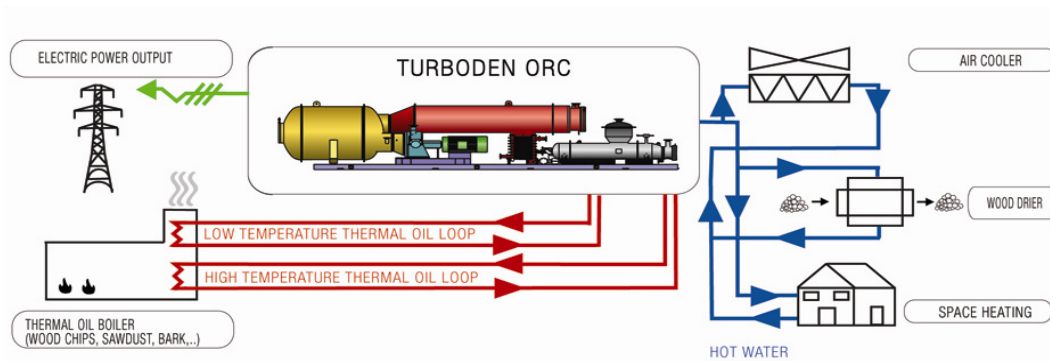 ELECTRIC POWER OUTPUT
TURBODEN ORC
AIR COOLER
WOOD DRIER
LOW TEMPERATURE THERMAL OIL LOOP
HIGH TEMPERATURE THERMAL OIL LOOP
THERMAL OIL BOILER
(WOOD CHIPS, SAWDUST, BARK,..)
SPACE HEATING
HOT WATER